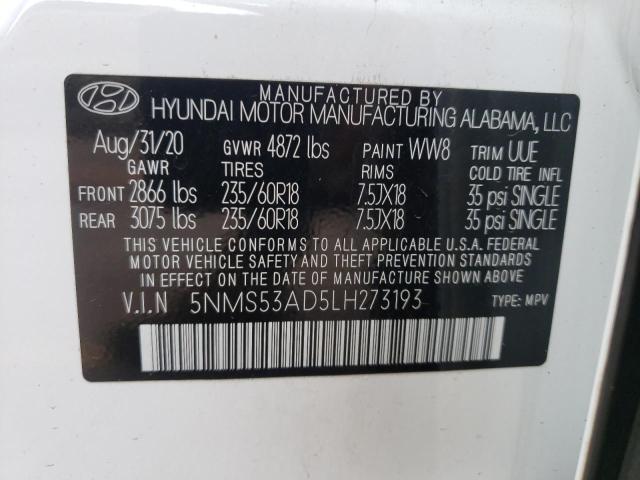 MANUFACTURED BY
HYUNDAI MOTOR MANUFACTURING ALABAMA, LLC
Aug/31/20 GVWR 4872 lbs PAINT WW8 TRIM UUE
GAWR TIRES RIMS COLD TIRE INFL
FRONT 2866 lbs 235/60R18 7.5JX18 35 psi SINGLE
REAR 3075 lbs 235/60R18 7.5JX18 35 psi SINGLE
THIS VEHICLE CONFORMS TO ALL APPLICABLE U.S.A. FEDERAL
MOTOR VEHICLE SAFETY AND THEFT PREVENTION STANDARDS
IN EFFECT ON THE DATE OF MANUFACTURE SHOWN ABOVE.
V.I.N 5NMS53AD5LH273193 TYPE: MPV